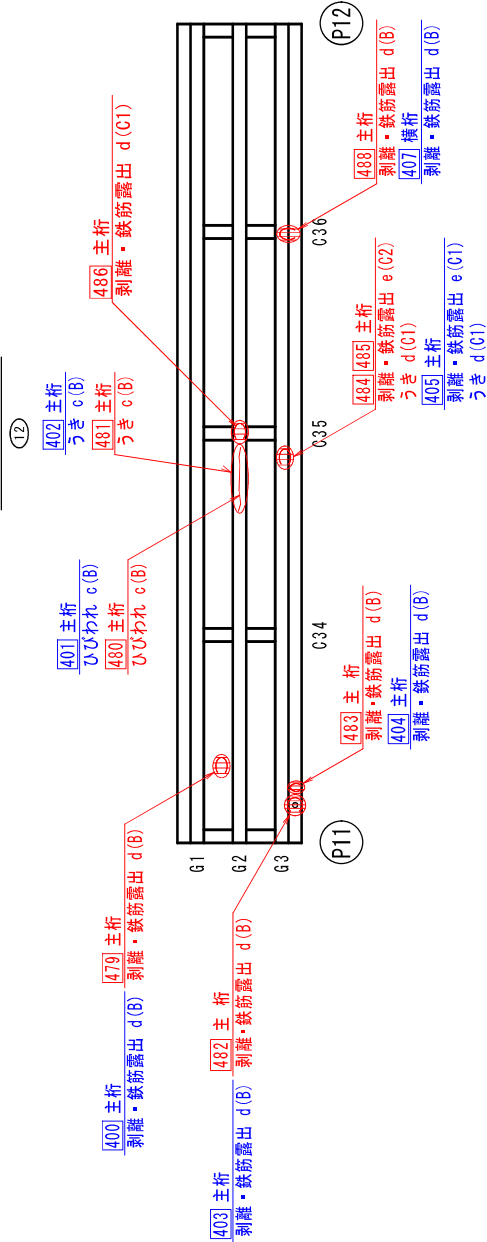 12
486 主桁
剥離・鉄筋露出 d(C1)
402 主桁
うき c(B)
481 主桁
うき c(B)
401 主桁
ひびわれ c(B)
480 主桁
ひびわれ c(B)
479 主桁
剥離・鉄筋露出 d(B)
400 主桁
剥離・鉄筋露出 d(B)
482 主 桁
剥離・鉄筋露出 d(B)
403 主桁
剥離・鉄筋露出 d(B)
G1
G2
G3
P11
P12
C34
C35
C36
483 主 桁
剥離・鉄筋露出 d(B)
404 主桁
剥離・鉄筋露出 d(B)
484 485 主桁
剥離・鉄筋露出 e(C2)
うき d(C1)
405 主桁
剥離・鉄筋露出 e(C1)
うき d(C1)
488 主桁
剥離・鉄筋露出 d(B)
407 横桁
剥離・鉄筋露出 d(B)